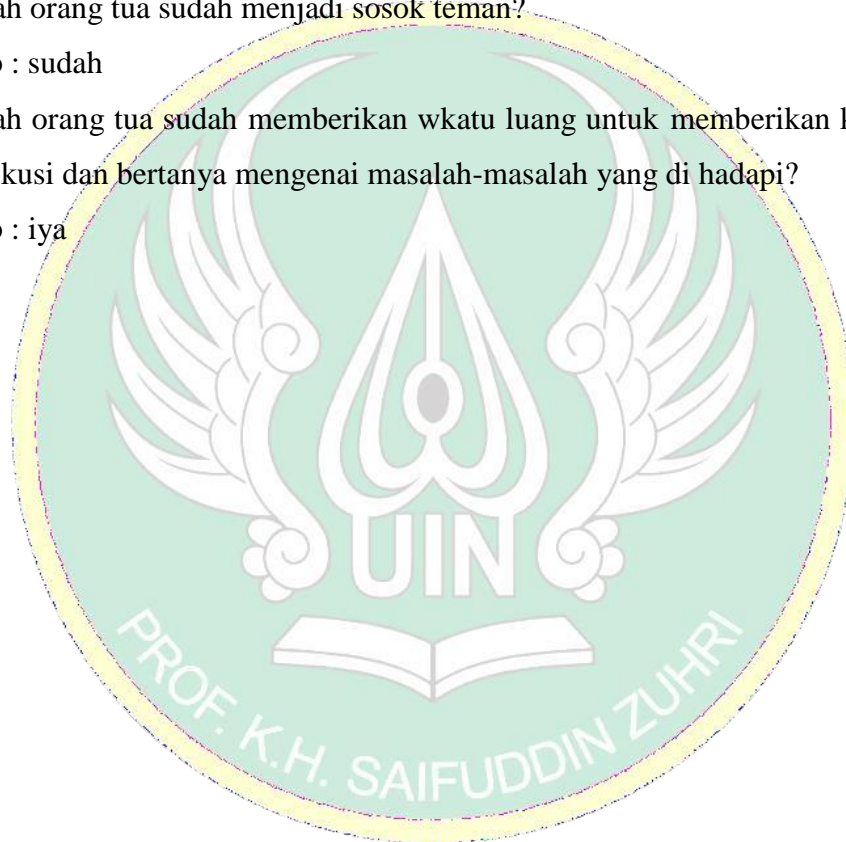 ah orang tua sudah menjadi sosok teman?
: sudah
ah orang tua sudah memberikan wkatu luang untuk memberikan
kusi dan bertanya mengenai masalah-masalah yang di hadapi?
: iya
UIN
PROF. K.H. SAIFUDDIN ZUHRI